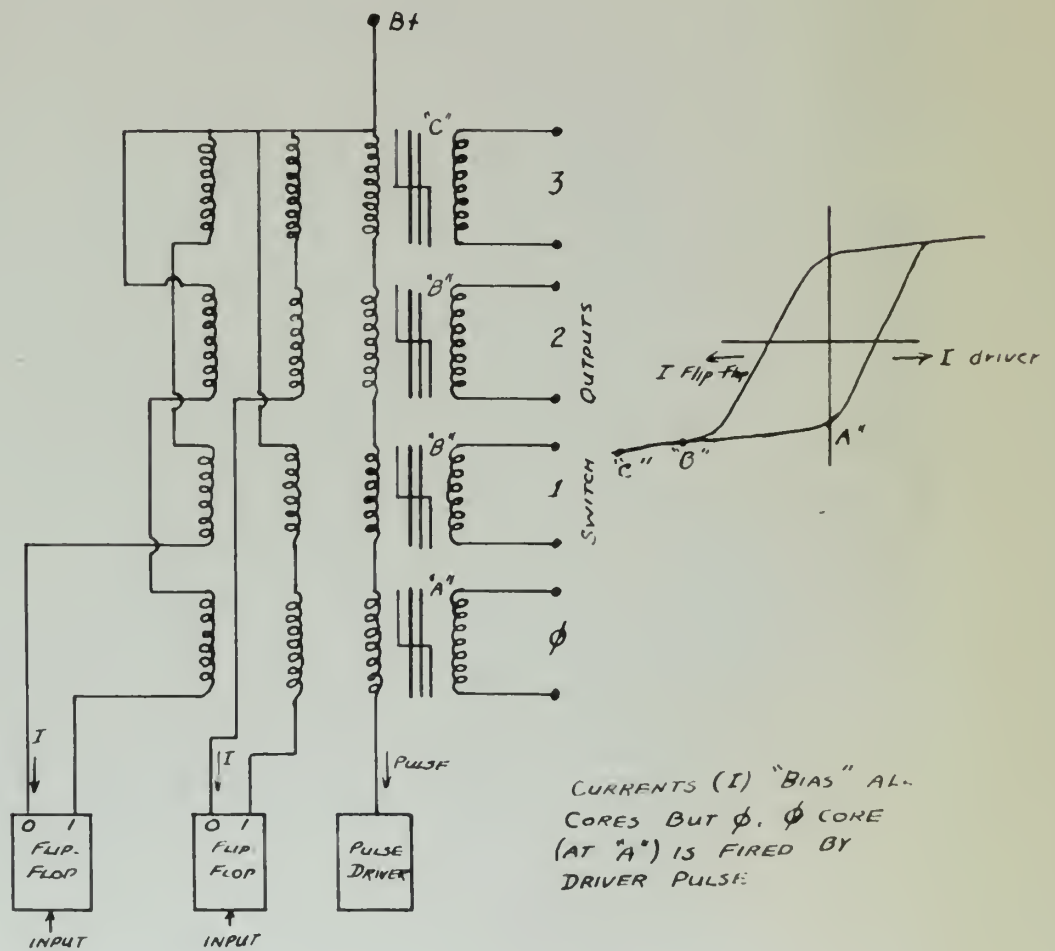 B+
"C"
3
"B"
2
"B"
1
"A"
φ
SWITCH OUTPUTS
I FLIP FLOP
I driver
A"
"B"
"C"
I
I
PULSE
0 1
FLIP-
FLOP
0 1
FLIP
FLOP
PULSE
DRIVER
INPUT
INPUT
CURRENTS (I) "BIAS" ALL
CORES BUT φ. φ CORE
(AT "A") IS FIRED BY
DRIVER PULSE